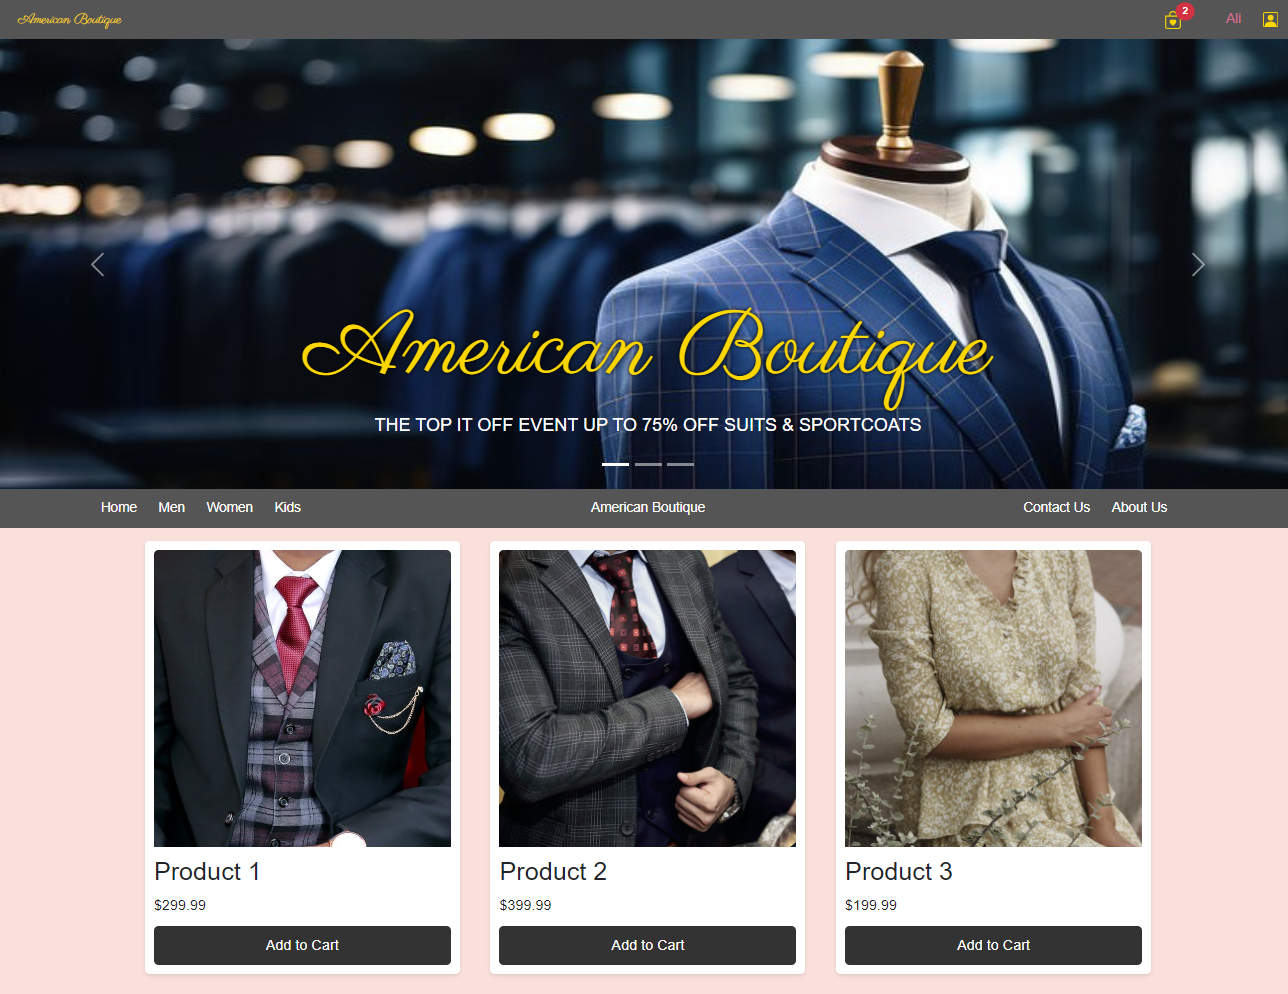 American Boutique
2
Ali
American Boutique
THE TOP IT OFF EVENT UP TO 75% OFF SUITS & SPORTCOATS
Home Men Women Kids American Boutique Contact Us About Us
Product 1
$299.99
Add to Cart
Product 2
$399.99
Add to Cart
Product 3
$199.99
Add to Cart